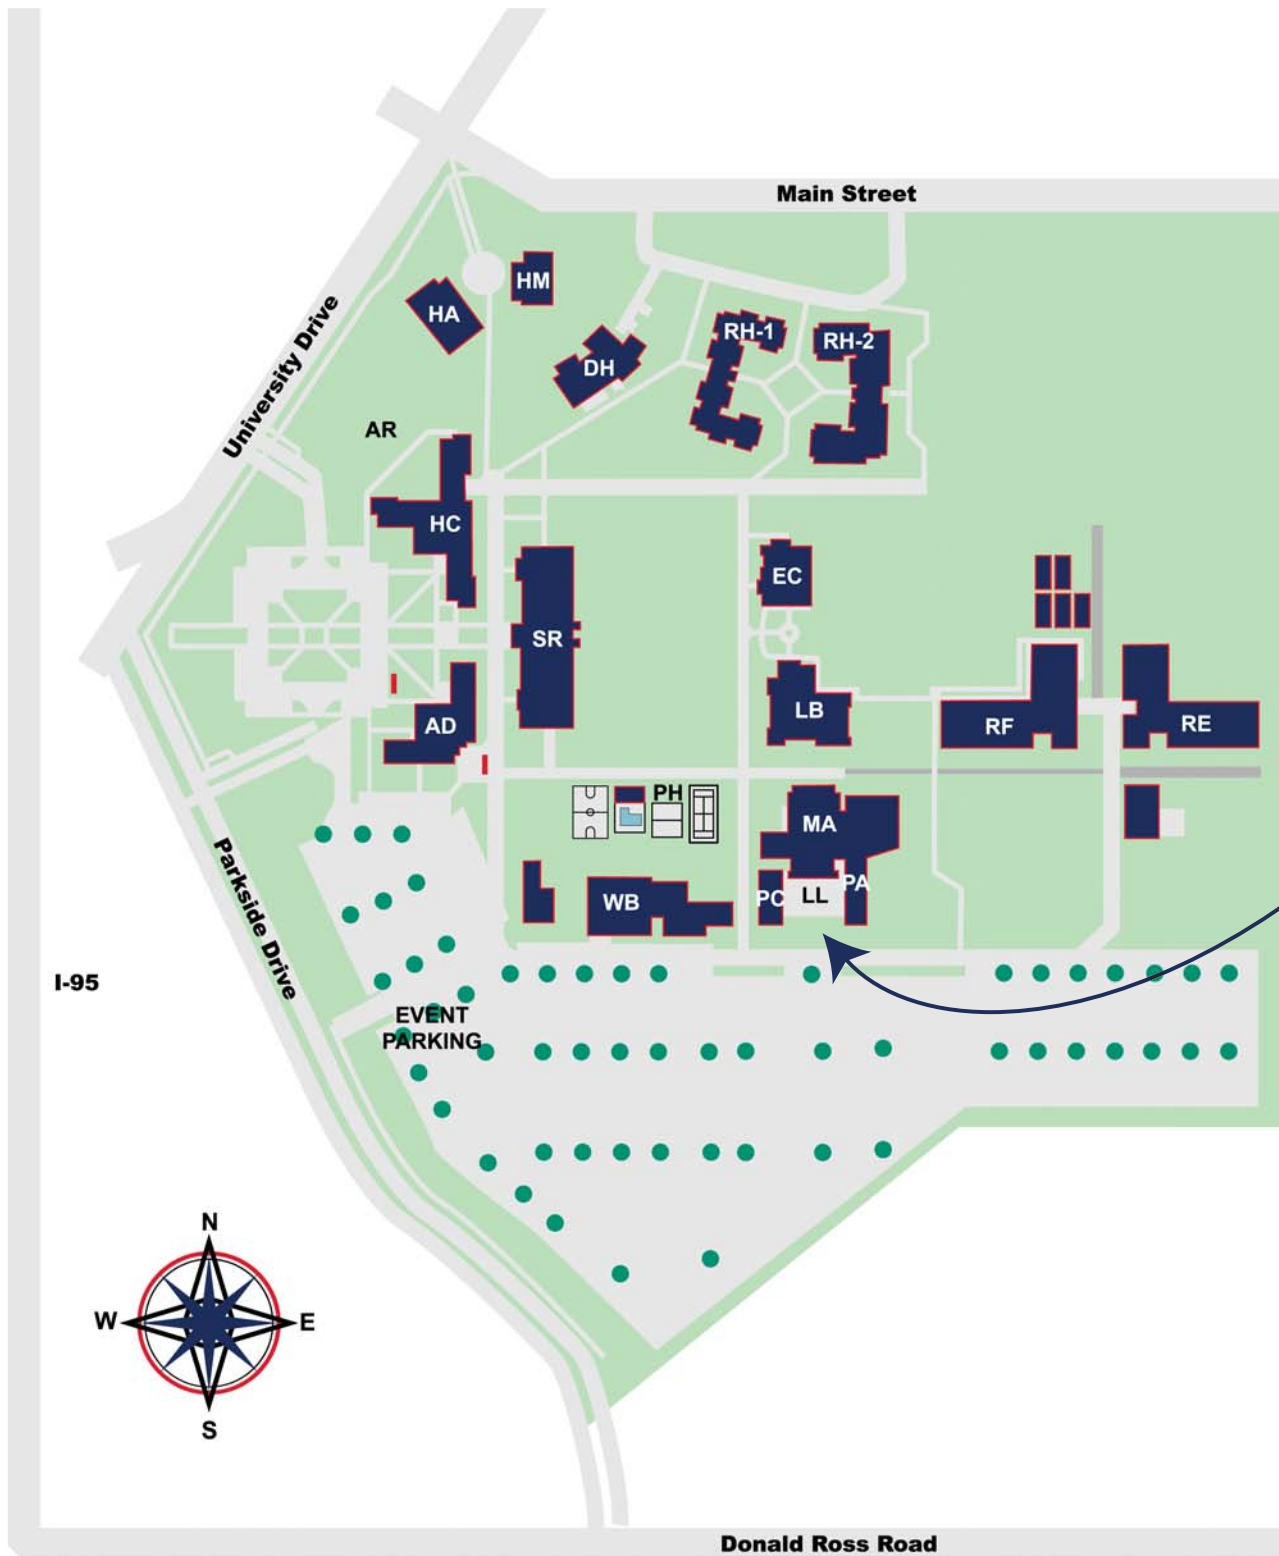 Main Street
HM
HA
RH-1
RH-2
DH
University Drive
AR
HC
EC
SR
LB
AD
RF
RE
PH
MA
PA
PC
LL
WB
Parkside Drive
I-95
EVENT
PARKING
N
W
E
S
Donald Ross Road